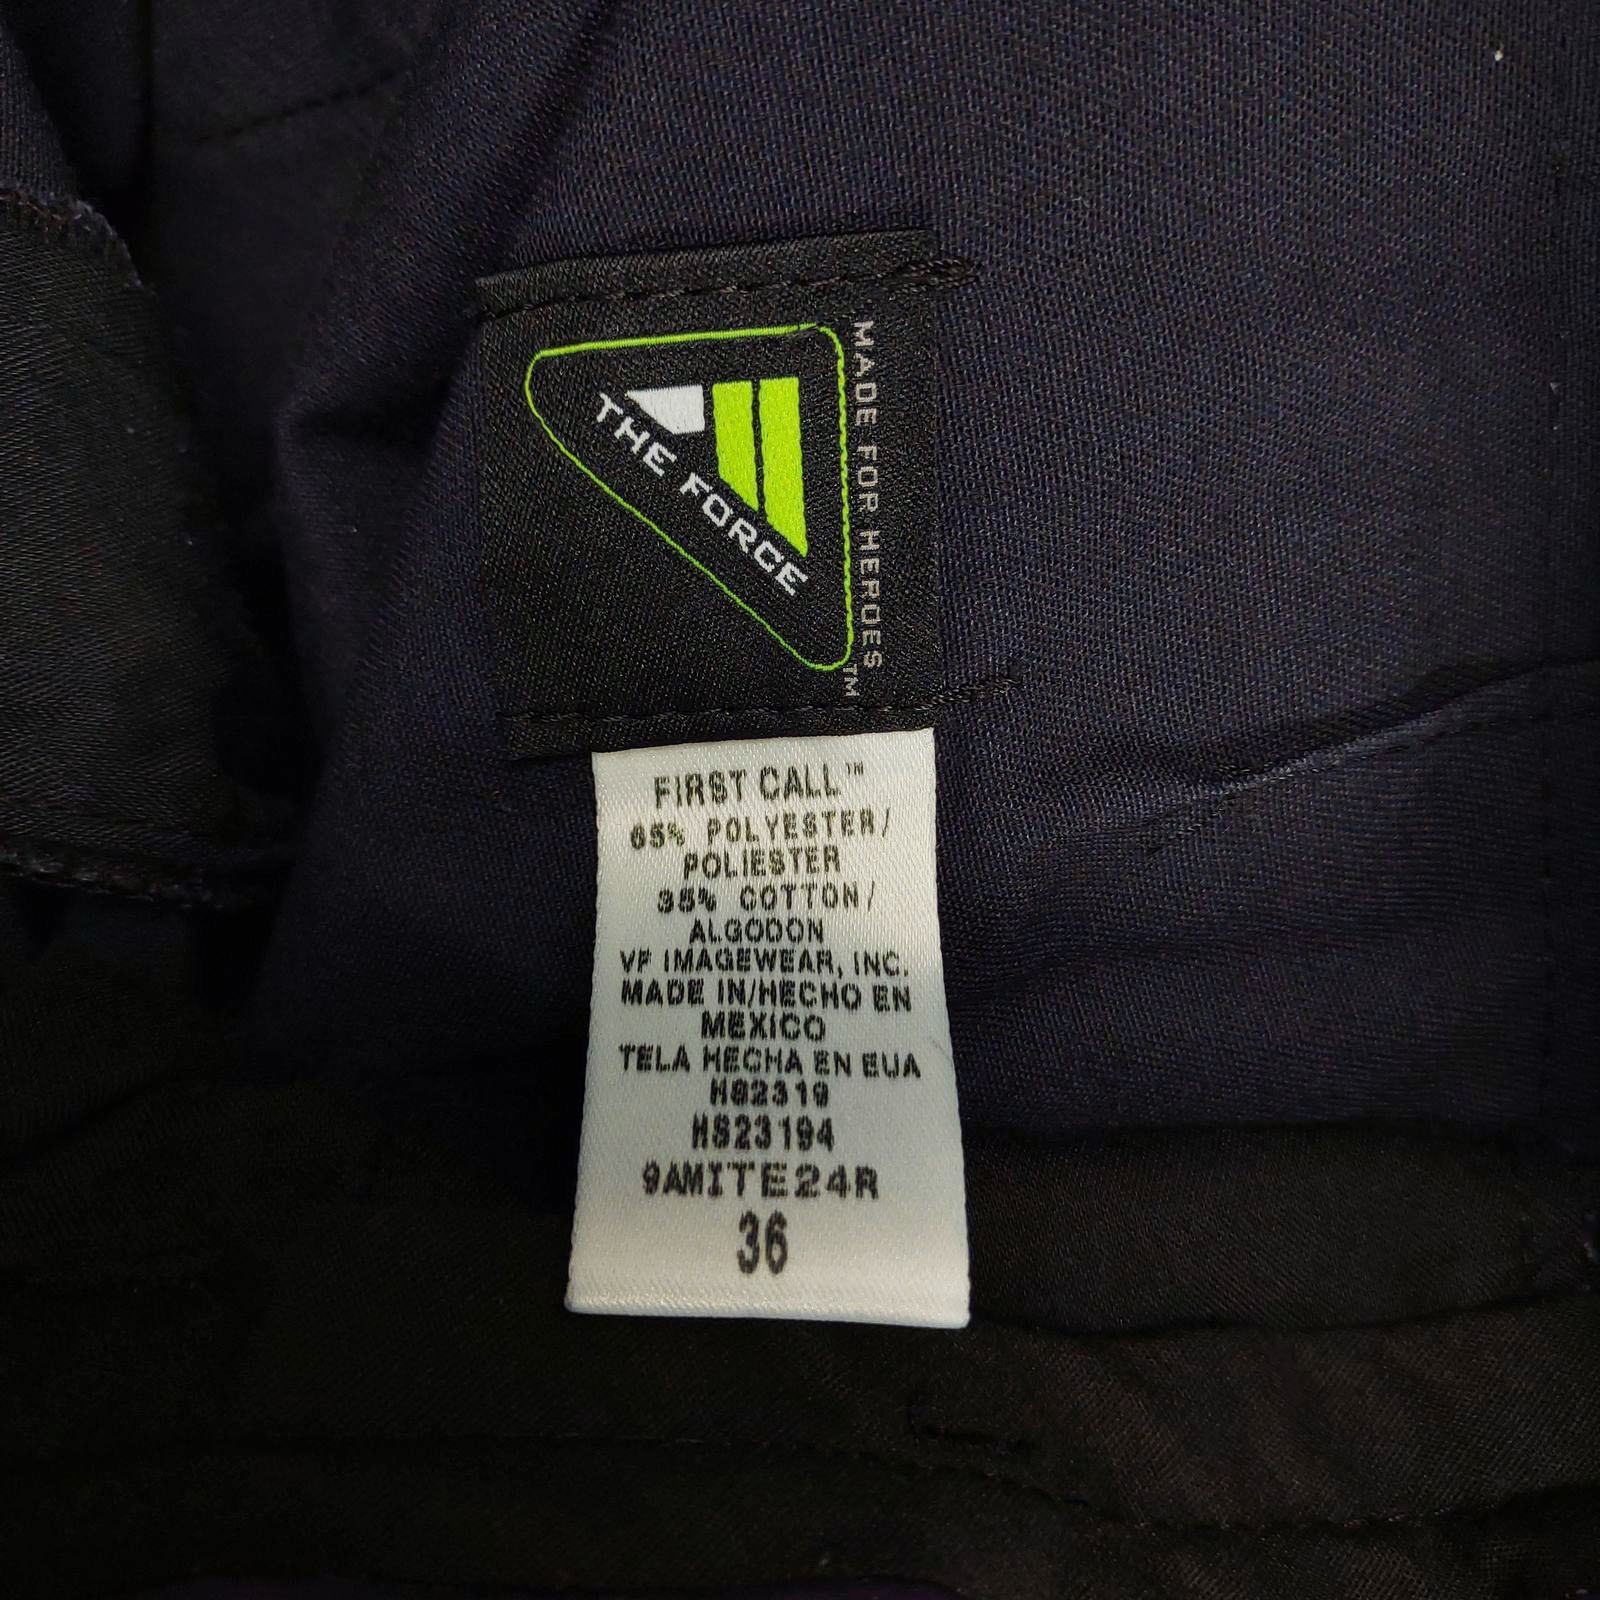 THE FORCE
MADE FOR HEROES™
FIRST CALL™
65% POLYESTER/
POLIESTER
35% COTTON/
ALGODON
VF IMAGEWEAR, INC.
MADE IN/HECHO EN
MEXICO
TELA HECHA EN EUA
HS2319
HS23194
9AMITE24R
36